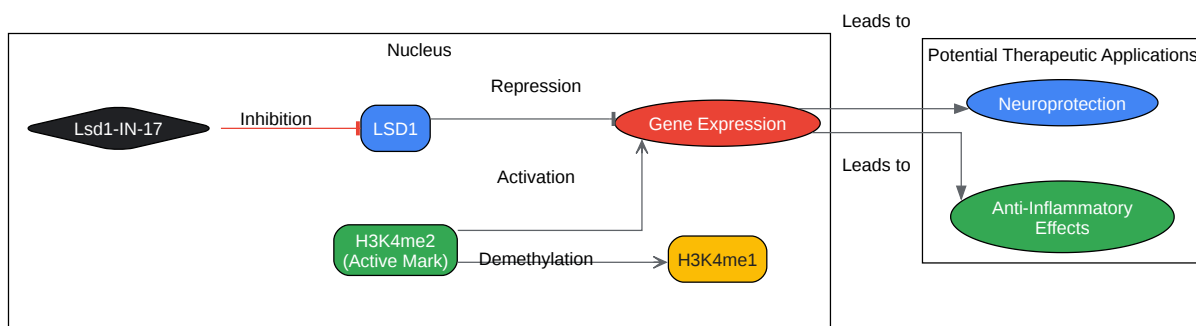 Leads to
Nucleus
Potential Therapeutic Applications
Repression
Neuroprotection
Lsd1-IN-17
Inhibition
LSD1
Gene Expression
Leads to
Activation
Anti-Inflammatory
Effects
H3K4me2
(Active Mark)
Demethylation
H3K4me1